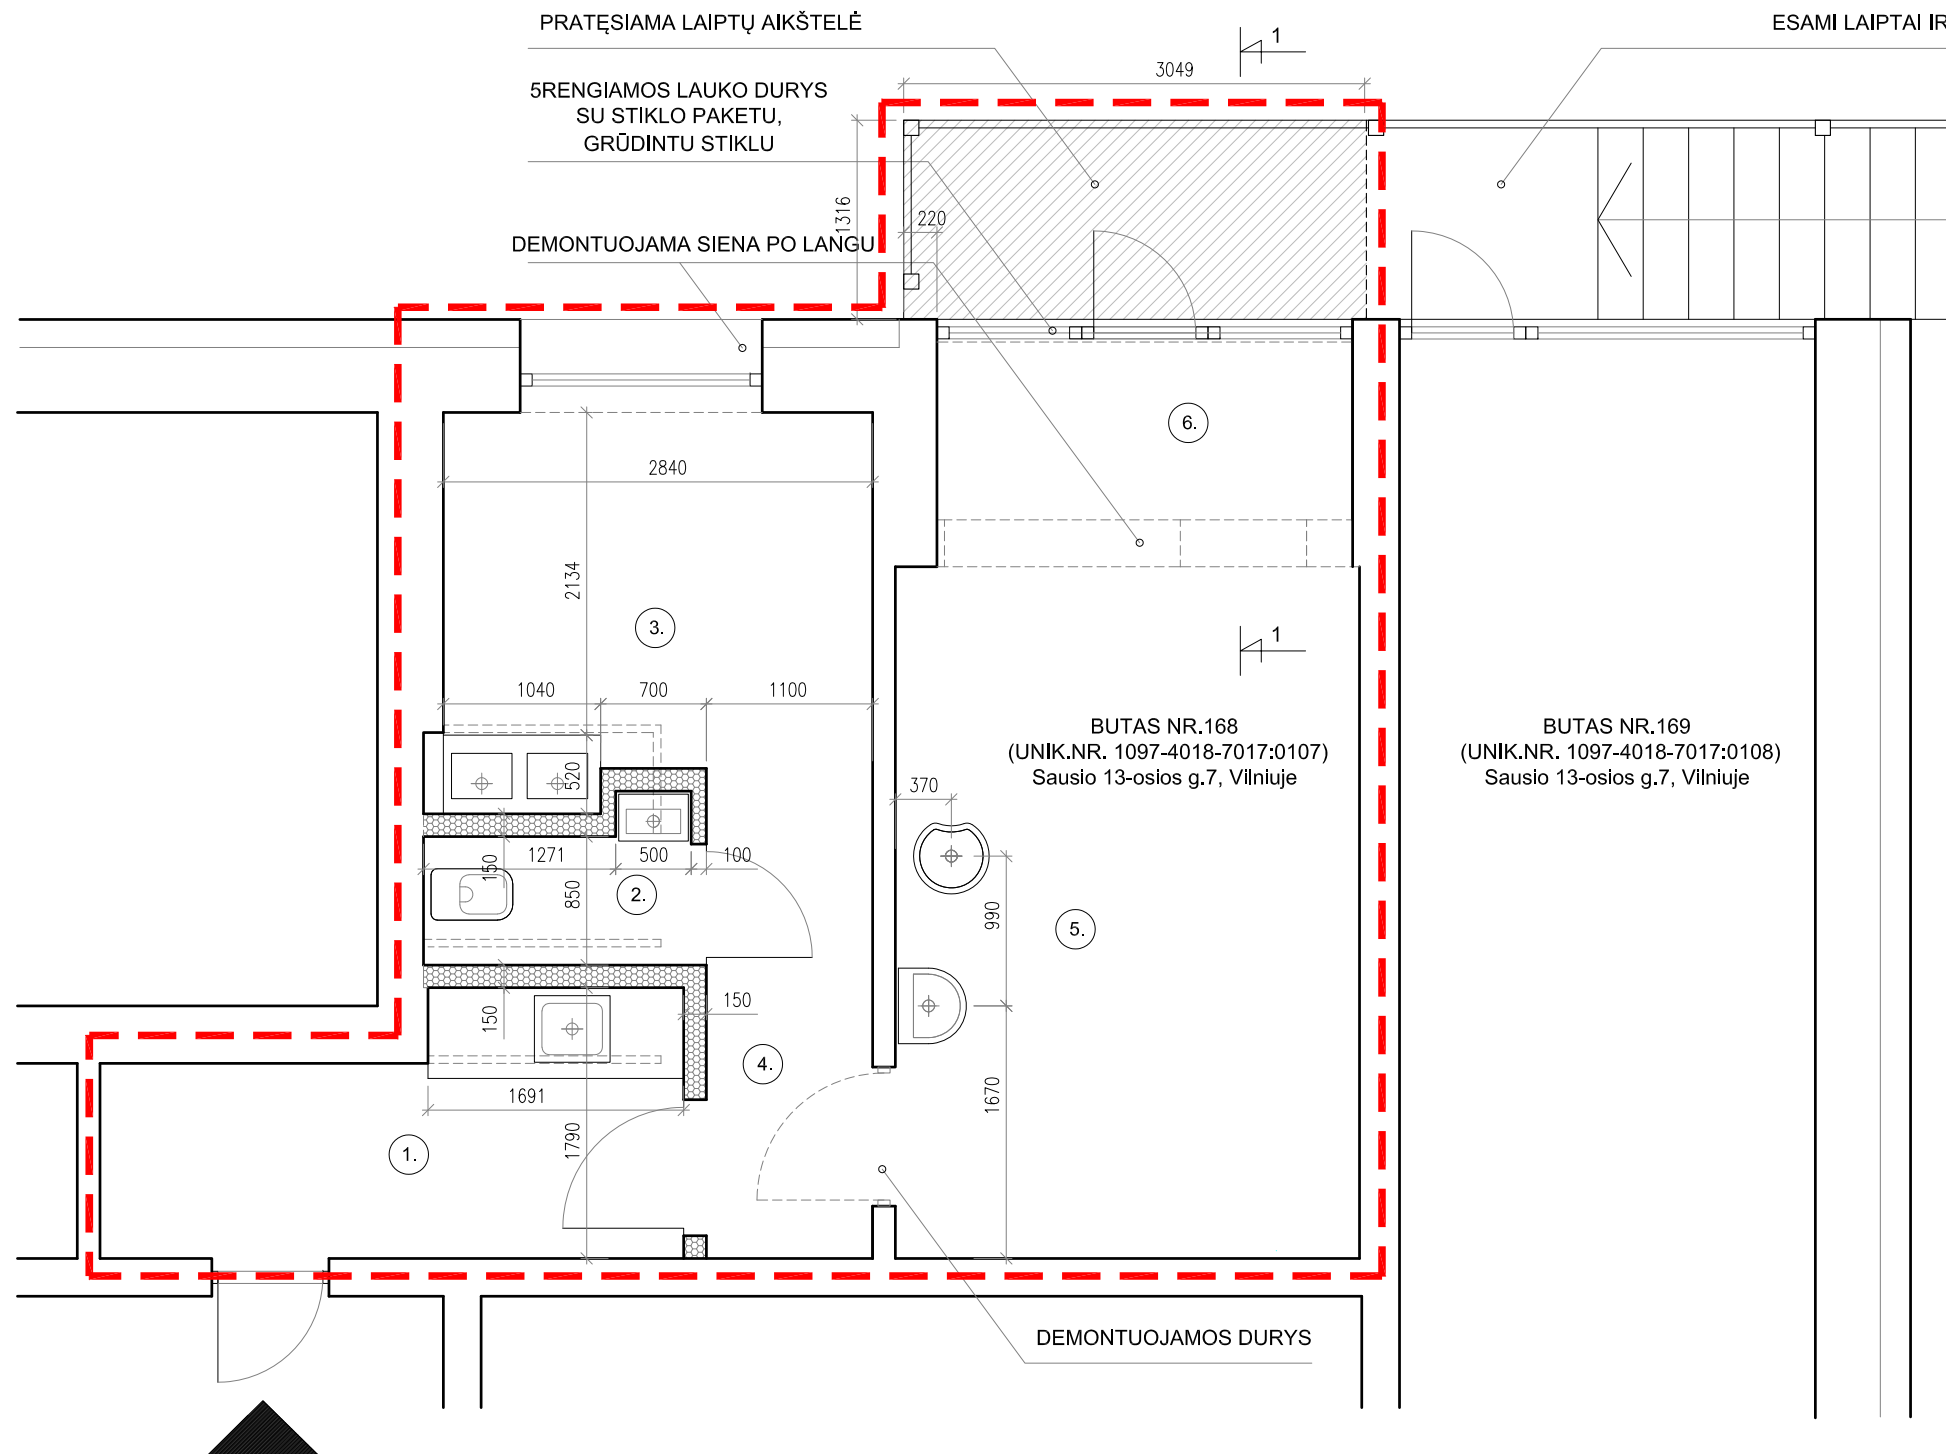 PRATĘSIAMA LAIPTŲ AIKŠTELĖ
1
ESAMI LAIPTAI IR
3049
5RENGIAMOS LAUKO DURYS
SU STIKLO PAKETU,
GRŪDINTU STIKLU
1316
220
DEMONTUOJAMA SIENA PO LANGU
6.
2840
2134
3.
1
1040
700
1100
BUTAS NR.168
(UNIK.NR. 1097-4018-7017:0107)
Sausio 13-osios g.7, Vilniuje
BUTAS NR.169
(UNIK.NR. 1097-4018-7017:0108)
Sausio 13-osios g.7, Vilniuje
520
370
150
1271
500
100
850
2.
990
5.
150
150
4.
1691
1670
1790
1.
DEMONTUOJAMOS DURYS